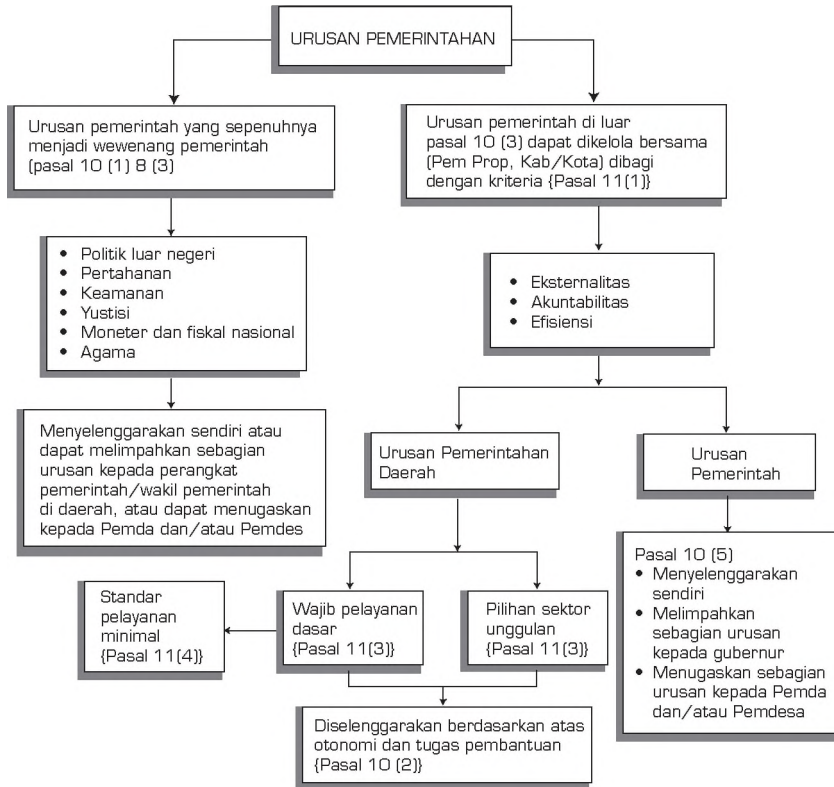 URUSAN PEMERINTAHAN
Urusan pemerintah yang sepenuhnya
menjadi wewenang pemerintah
(pasal 10 (1) 8 (3)
Urusan pemerintah di luar
pasal 10 (3) dapat dikelola bersama
(Pem Prop, Kab/Kota) dibagi
dengan kriteria {Pasal 11(1)}
• Politik luar negeri
• Pertahanan
• Keamanan
• Yustisi
• Moneter dan fiskal nasional
• Agama
• Eksternalitas
• Akuntabilitas
• Efisiensi
Menyelenggarakan sendiri atau
dapat melimpahkan sebagian
urusan kepada perangkat
pemerintah/wakil pemerintah
di daerah, atau dapat menugaskan
kepada Pemda dan/atau Pemdes
Urusan Pemerintahan
Daerah
Urusan
Pemerintah
Standar
pelayanan
minimal
{Pasal 11(4)}
Wajib pelayanan
dasar
{Pasal 11(3)}
Pilihan sektor
unggulan
{Pasal 11(3)}
Pasal 10 (5)
• Menyelenggarakan
sendiri
• Melimpahkan
sebagian urusan
kepada gubernur
• Menugaskan sebagian
urusan kepada Pemda
dan/atau Pemdesa
Diselenggarakan berdasarkan atas
otonomi dan tugas pembantuan
{Pasal 10 (2)}